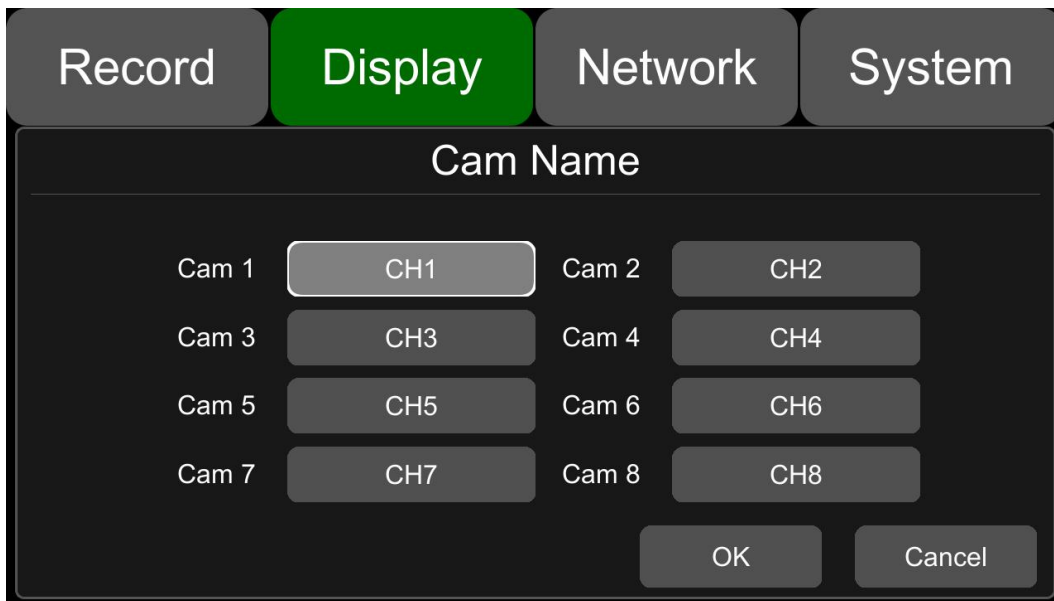 Record Display Network System
Cam Name
Cam 1 CH1 Cam 2 CH2
Cam 3 CH3 Cam 4 CH4
Cam 5 CH5 Cam 6 CH6
Cam 7 CH7 Cam 8 CH8
OK Cancel